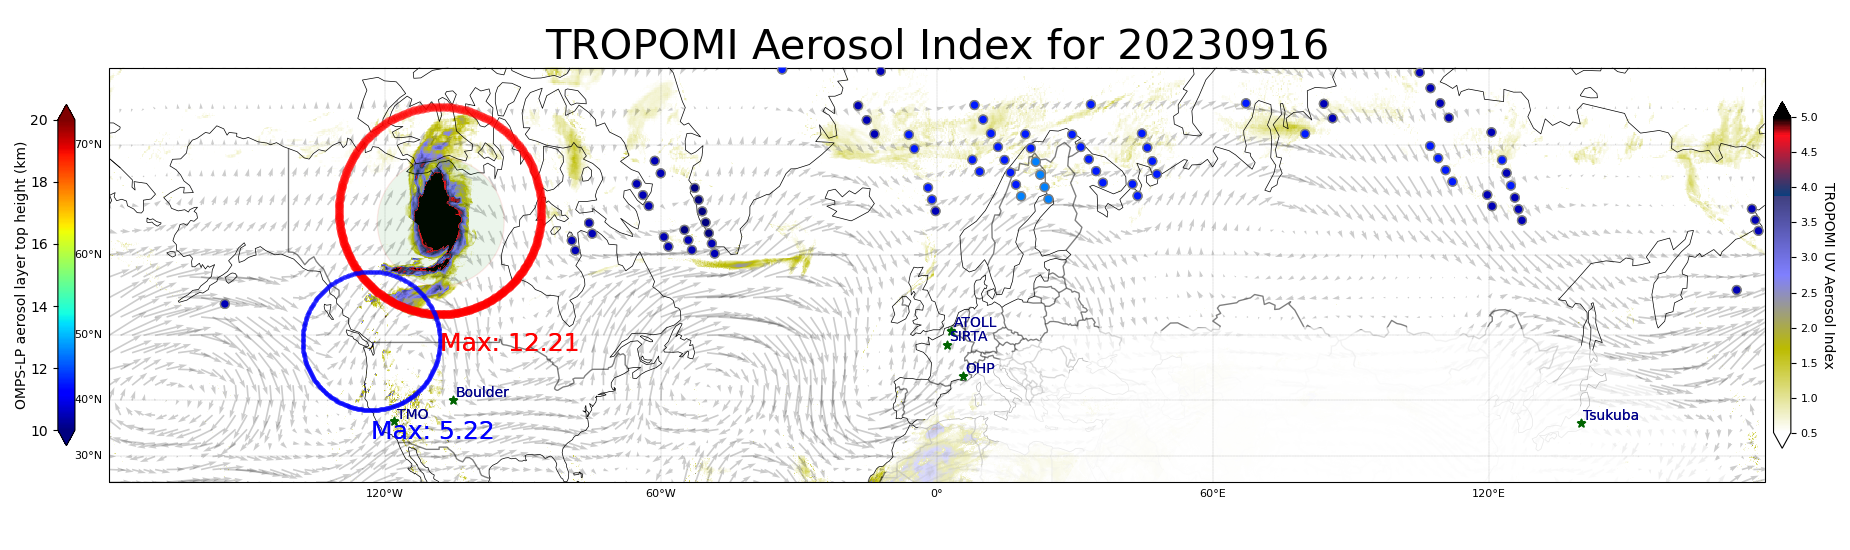 TROPOMI Aerosol Index for 20230916
OMPS-LP aerosol layer top height (km)
20
18
16
14
12
10
70°N
60°N
50°N
40°N
30°N
120°W
60°W
0°
60°E
120°E
Max: 12.21
Max: 5.22
Boulder
TMO
ATOLL
SIRTA
OHP
Tsukuba
5.0
4.5
4.0
3.5
3.0
2.5
2.0
1.5
1.0
0.5
TROPOMI UV Aerosol Index